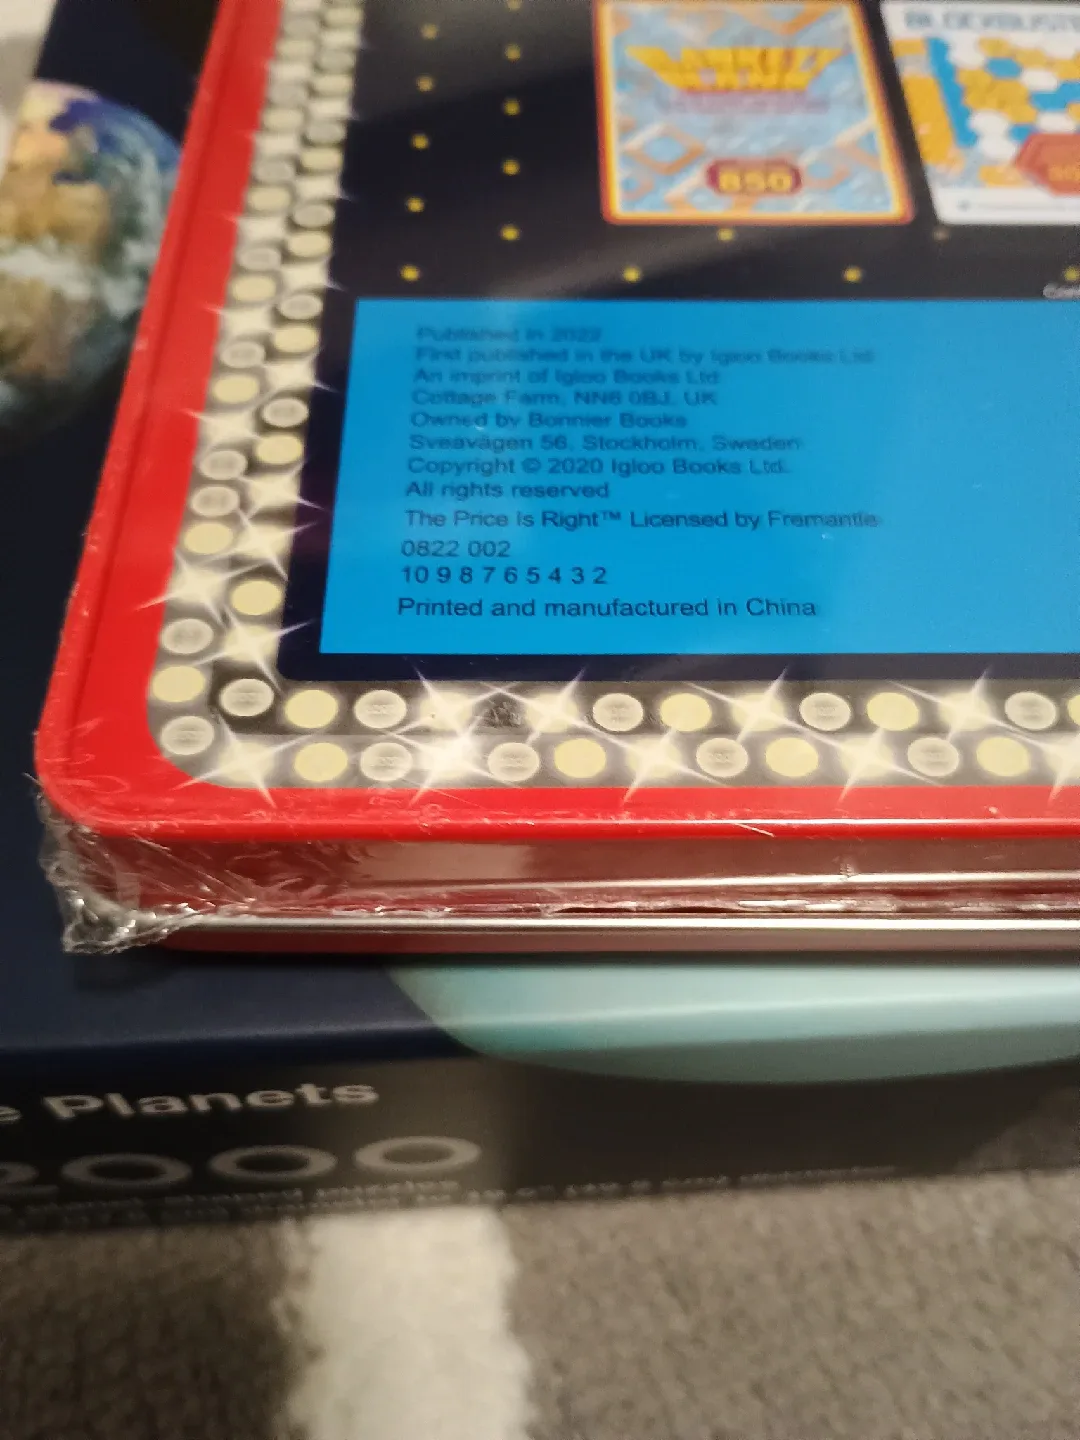 BLOCKBUSTE
BLANKETY
BLANK
850
Published in 2022
First published in the UK by Igloo Books Ltd
An imprint of Igloo Books Ltd
Cottage Farm, NN6 0BJ, UK
Owned by Bonnier Books
Sveavägen 56, Stockholm, Sweden
Copyright © 2020 Igloo Books Ltd.
All rights reserved
The Price Is Right™ Licensed by Fremantle
0822 002
10 9 8 7 6 5 4 3 2
Printed and manufactured in China
e Planets
2000